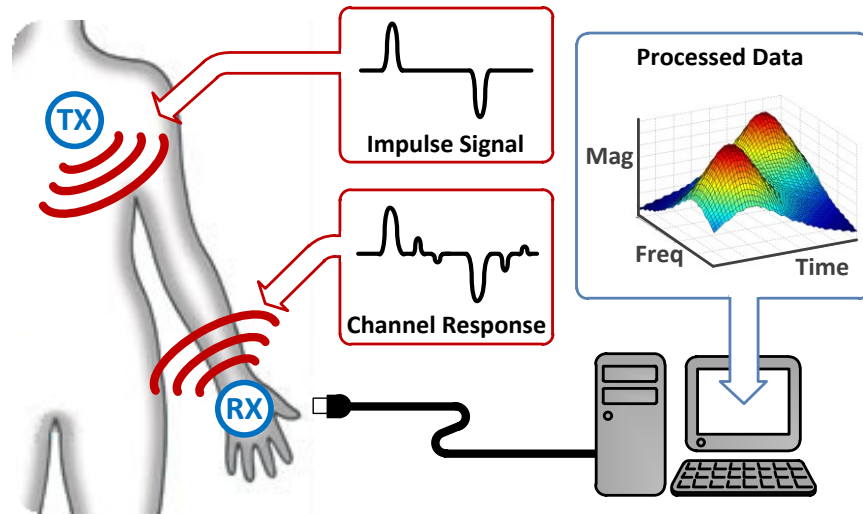 TX
Impulse Signal
Channel Response
RX
Processed Data
Mag
Freq
Time